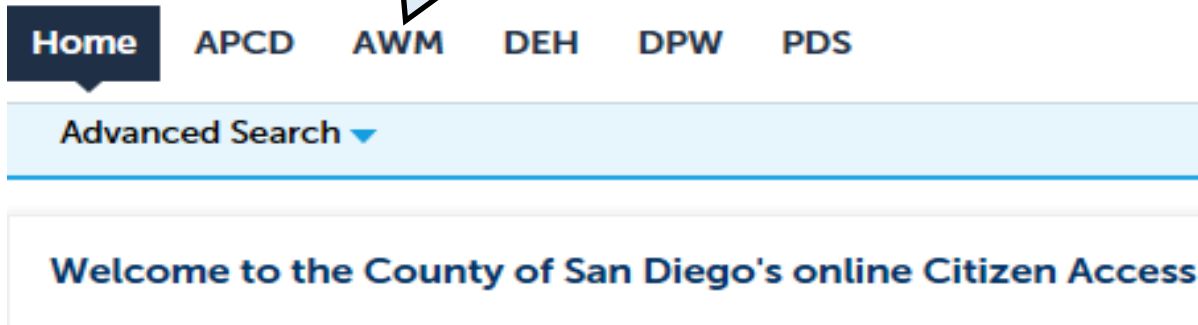 Home APCD AWM DEH DPW PDS
Advanced Search
Welcome to the County of San Diego's online Citizen Access